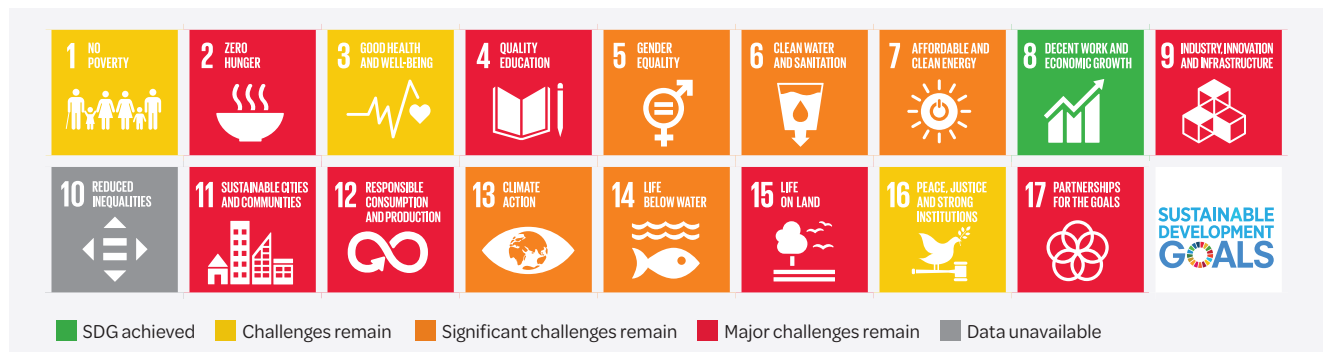 1 NO
POVERTY
2 ZERO
HUNGER
3 GOOD HEALTH
AND WELL-BEING
4 QUALITY
EDUCATION
5 GENDER
EQUALITY
6 CLEAN WATER
AND SANITATION
7 AFFORDABLE AND
CLEAN ENERGY
8 DECENT WORK AND
ECONOMIC GROWTH
9 INDUSTRY, INNOVATION
AND INFRASTRUCTURE
10 REDUCED
INEQUALITIES
11 SUSTAINABLE CITIES
AND COMMUNITIES
12 RESPONSIBLE
CONSUMPTION
AND PRODUCTION
13 CLIMATE
ACTION
14 LIFE
BELOW WATER
15 LIFE
ON LAND
16 PEACE, JUSTICE
AND STRONG
INSTITUTIONS
17 PARTNERSHIPS
FOR THE GOALS
SUSTAINABLE
DEVELOPMENT
GOALS
SDG achieved
Challenges remain
Significant challenges remain
Major challenges remain
Data unavailable